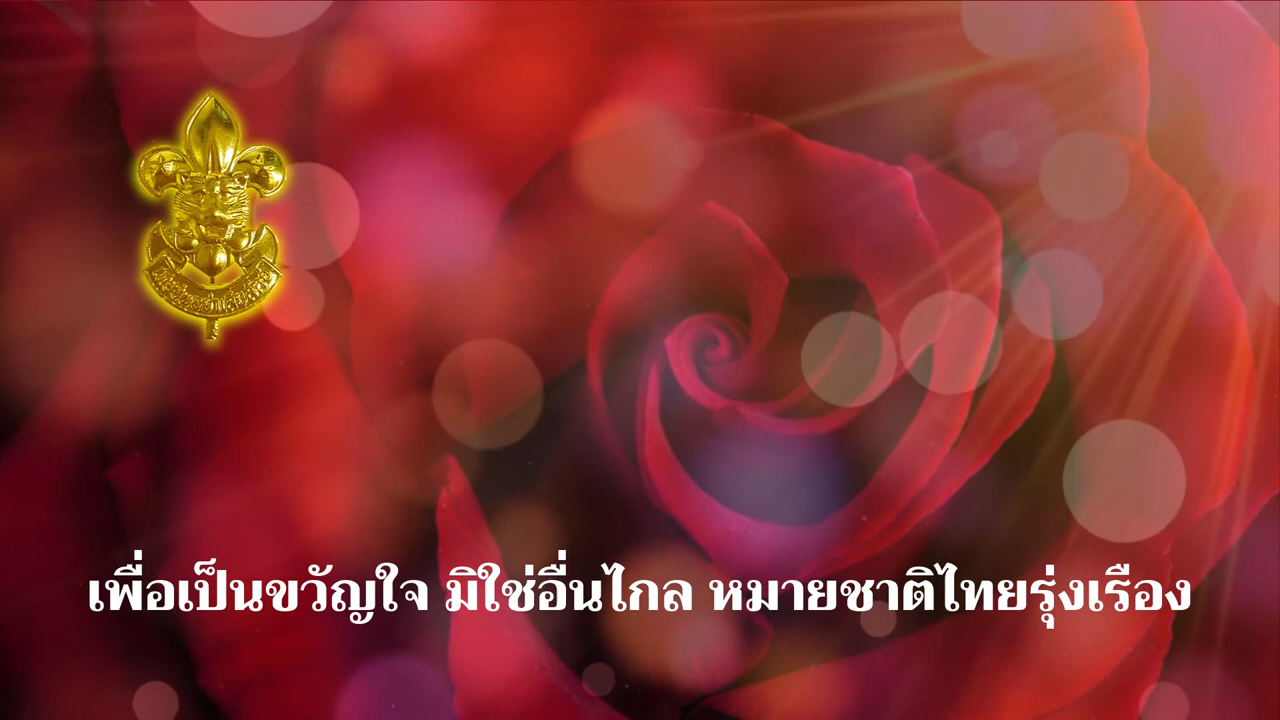 เพื่อเป็นขวัญใจ มิใช่อื่นไกล หมายชาติไทยรุ่งเรือง